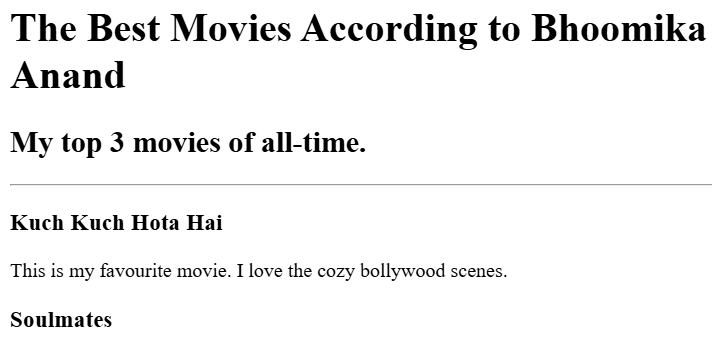 The Best Movies According to Bhoomika
Anand
My top 3 movies of all-time.
Kuch Kuch Hota Hai
This is my favourite movie. I love the cozy bollywood scenes.
Soulmates